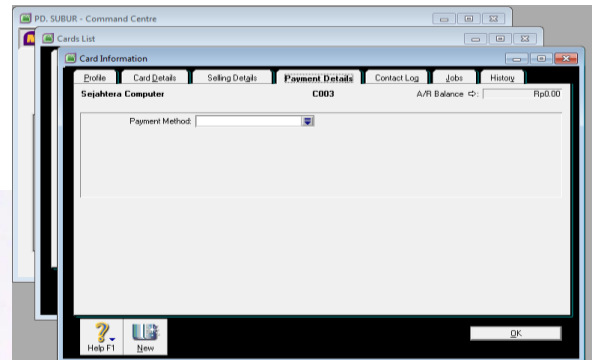 PD. SUBUR - Command Centre
Cards List
Card Information
Profile Card Details Selling Details Payment Details Contact Log Jobs History
Sejahtera Computer C003 A/R Balance ⇨: Rp0.00
Payment Method:
Help F1 New OK